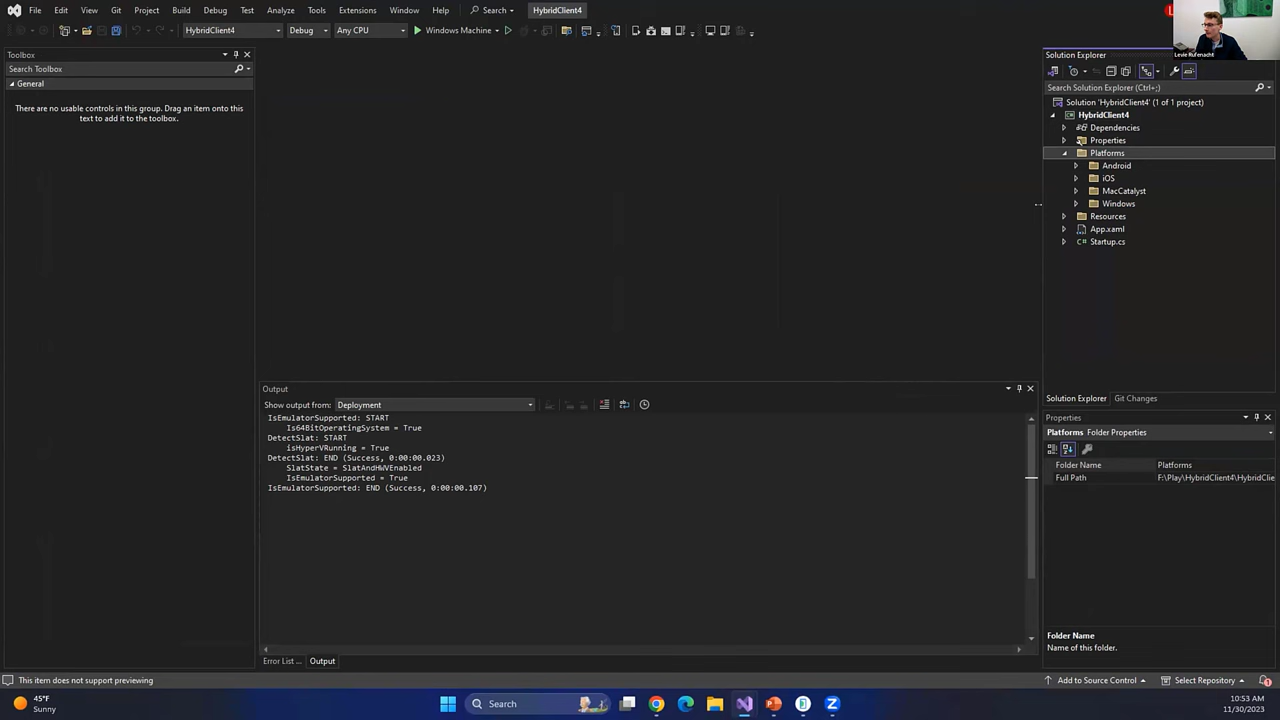 File Edit View Git Project Build Debug Test Analyze Tools Extensions Window Help Search HybridClient4
HybridClient4 Debug Any CPU Windows Machine
Levie Rufenacht
Toolbox
Search Toolbox
General
There are no usable controls in this group. Drag an item onto this
text to add it to the toolbox.
Solution Explorer
Search Solution Explorer (Ctrl+;)
Solution 'HybridClient4' (1 of 1 project)
HybridClient4
Dependencies
Properties
Platforms
Android
iOS
MacCatalyst
Windows
Resources
App.xaml
Startup.cs
Output
Show output from: Deployment
IsEmulatorSupported: START
Is64BitOperatingSystem = True
DetectSlat: START
isHyperVRunning = True
DetectSlat: END (Success, 0:00:00.023)
SlatState = SlatAndHWVEnabled
IsEmulatorSupported = True
IsEmulatorSupported: END (Success, 0:00:00.107)
Error List ... Output
Solution Explorer Git Changes
Properties
Platforms Folder Properties
Folder Name Platforms
Full Path F:\Play\HybridClient4\HybridClie
Folder Name
Name of this folder.
This item does not support previewing
Add to Source Control Select Repository
45°F
Sunny
Search
10:53 AM
11/30/2023